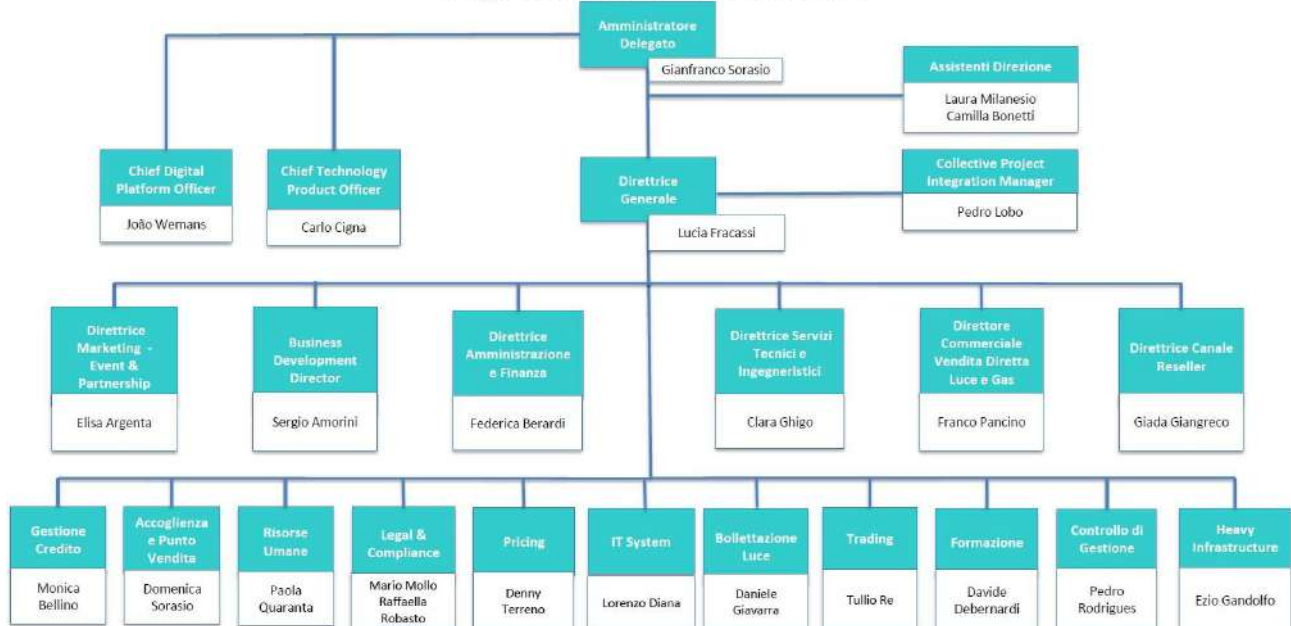 Amministratore
Delegato
Gianfranco Sorasio
Assistenti Direzione
Laura Milanesio
Camilla Bonetti
Chief Digital
Platform Officer
João Wemans
Chief Technology
Product Officer
Carlo Cigna
Direttrice
Generale
Lucia Fracassi
Collective Project
Integration Manager
Pedro Lobo
Direttrice
Marketing -
Event &
Partnership
Elisa Argenta
Business
Development
Director
Sergio Amorini
Direttrice
Amministrazione
e Finanza
Federica Berardi
Direttrice Servizi
Tecnici e
Ingegneristici
Clara Ghigo
Direttore
Commerciale
Vendita Diretta
Luce e Gas
Franco Pancino
Direttrice Canale
Reseller
Giada Giangreco
Gestione
Credito
Monica
Bellino
Accoglienza
e Punto
Vendita
Domenica
Sorasio
Risorse
Umane
Paola
Quaranta
Legal &
Compliance
Mario Mollo
Raffaella
Robasto
Pricing
Denny
Terreno
IT System
Lorenzo Diana
Bollettazione
Luce
Daniele
Giavarra
Trading
Tullio Re
Formazione
Davide
Debernardi
Controllo di
Gestione
Pedro
Rodrigues
Heavy
Infrastructure
Ezio Gandolfo